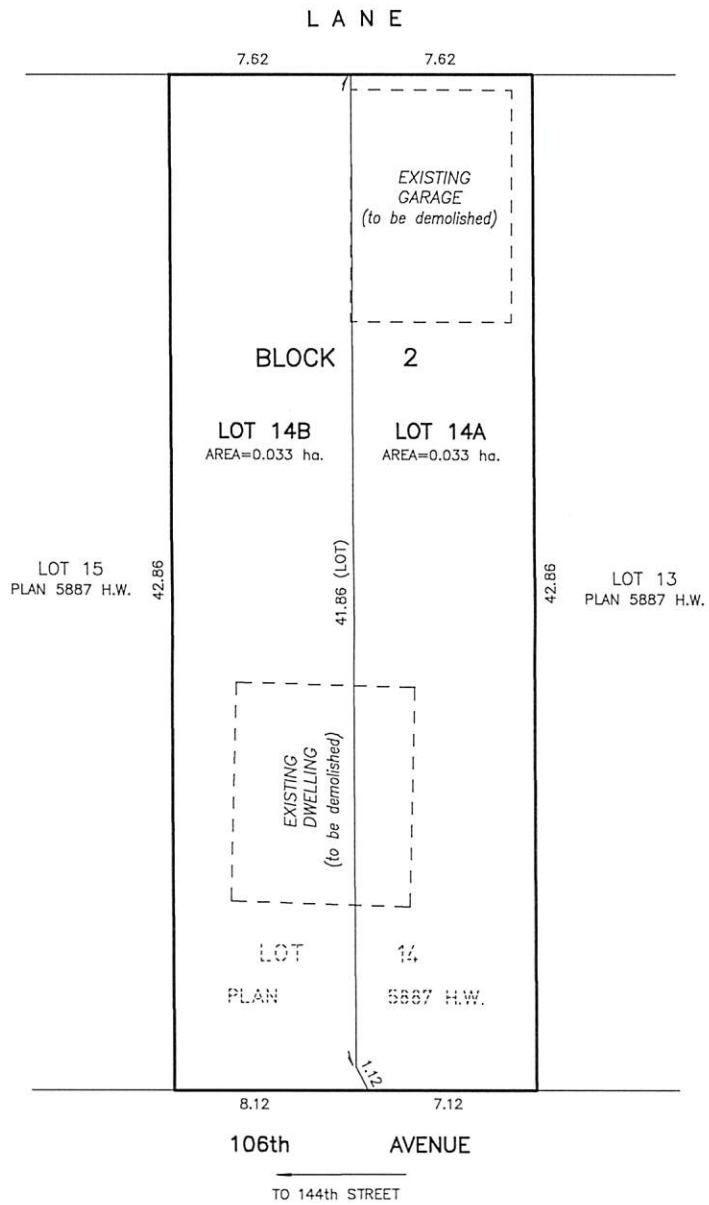 LANE
7.62 7.62
EXISTING
GARAGE
(to be demolished)
BLOCK 2
LOT 14B
AREA=0.033 ha.
LOT 14A
AREA=0.033 ha.
LOT 15
PLAN 5887 H.W.
42.86
41.86 (LOT)
42.86
LOT 13
PLAN 5887 H.W.
EXISTING
DWELLING
(to be demolished)
LOT 14
PLAN 5887 H.W.
1.12
8.12 7.12
106th AVENUE
TO 144th STREET